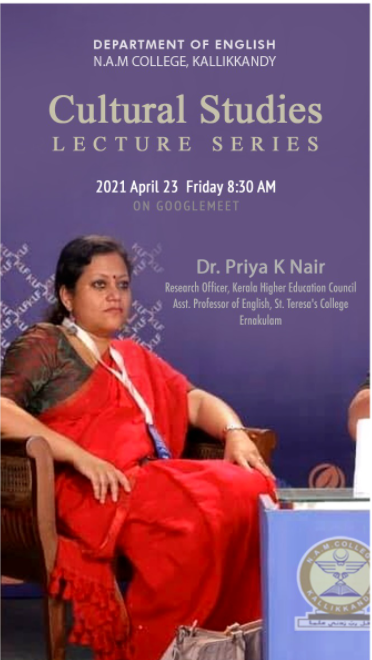 DEPARTMENT OF ENGLISH
N.A.M COLLEGE, KALLIKKANDY
Cultural Studies
LECTURE SERIES
2021 April 23 Friday 8:30 AM
ON GOOGLEMEET
Dr. Priya K Nair
Research Officer, Kerala Higher Education Council
Asst. Professor of English, St. Teresa's College
Ernakulam
N.A.M COLLEGE
KALLIKKANDY